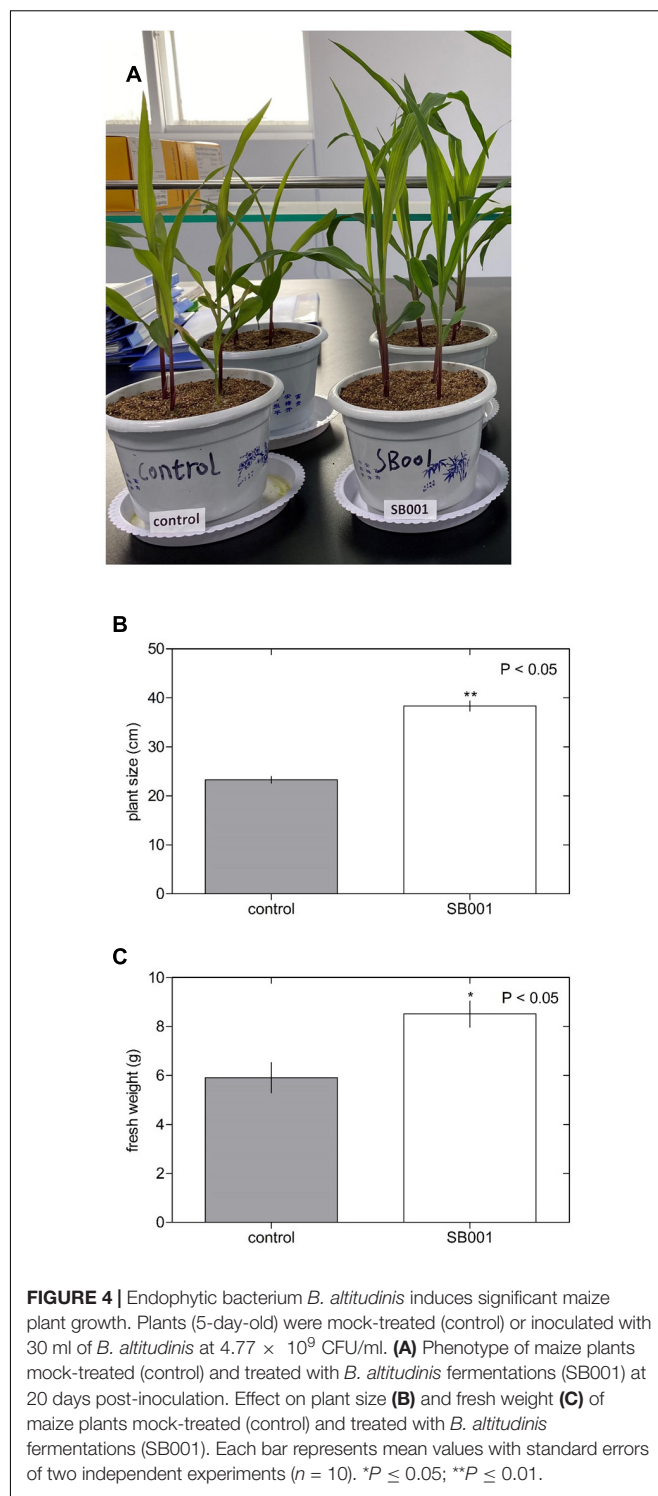 A
control
SB001
control
SB001
B
50
40
30
20
10
0
plant size (cm)
P < 0.05
**
control
SB001
C
10
8
6
4
2
0
fresh weight (g)
P < 0.05
*
control
SB001
FIGURE 4 | Endophytic bacterium B. altitudinis induces significant maize
plant growth. Plants (5-day-old) were mock-treated (control) or inoculated with
30 ml of B. altitudinis at 4.77 × 10⁹ CFU/ml. (A) Phenotype of maize plants
mock-treated (control) and treated with B. altitudinis fermentations (SB001) at
20 days post-inoculation. Effect on plant size (B) and fresh weight (C) of
maize plants mock-treated (control) and treated with B. altitudinis
fermentations (SB001). Each bar represents mean values with standard errors
of two independent experiments (n = 10). *P ≤ 0.05; **P ≤ 0.01.